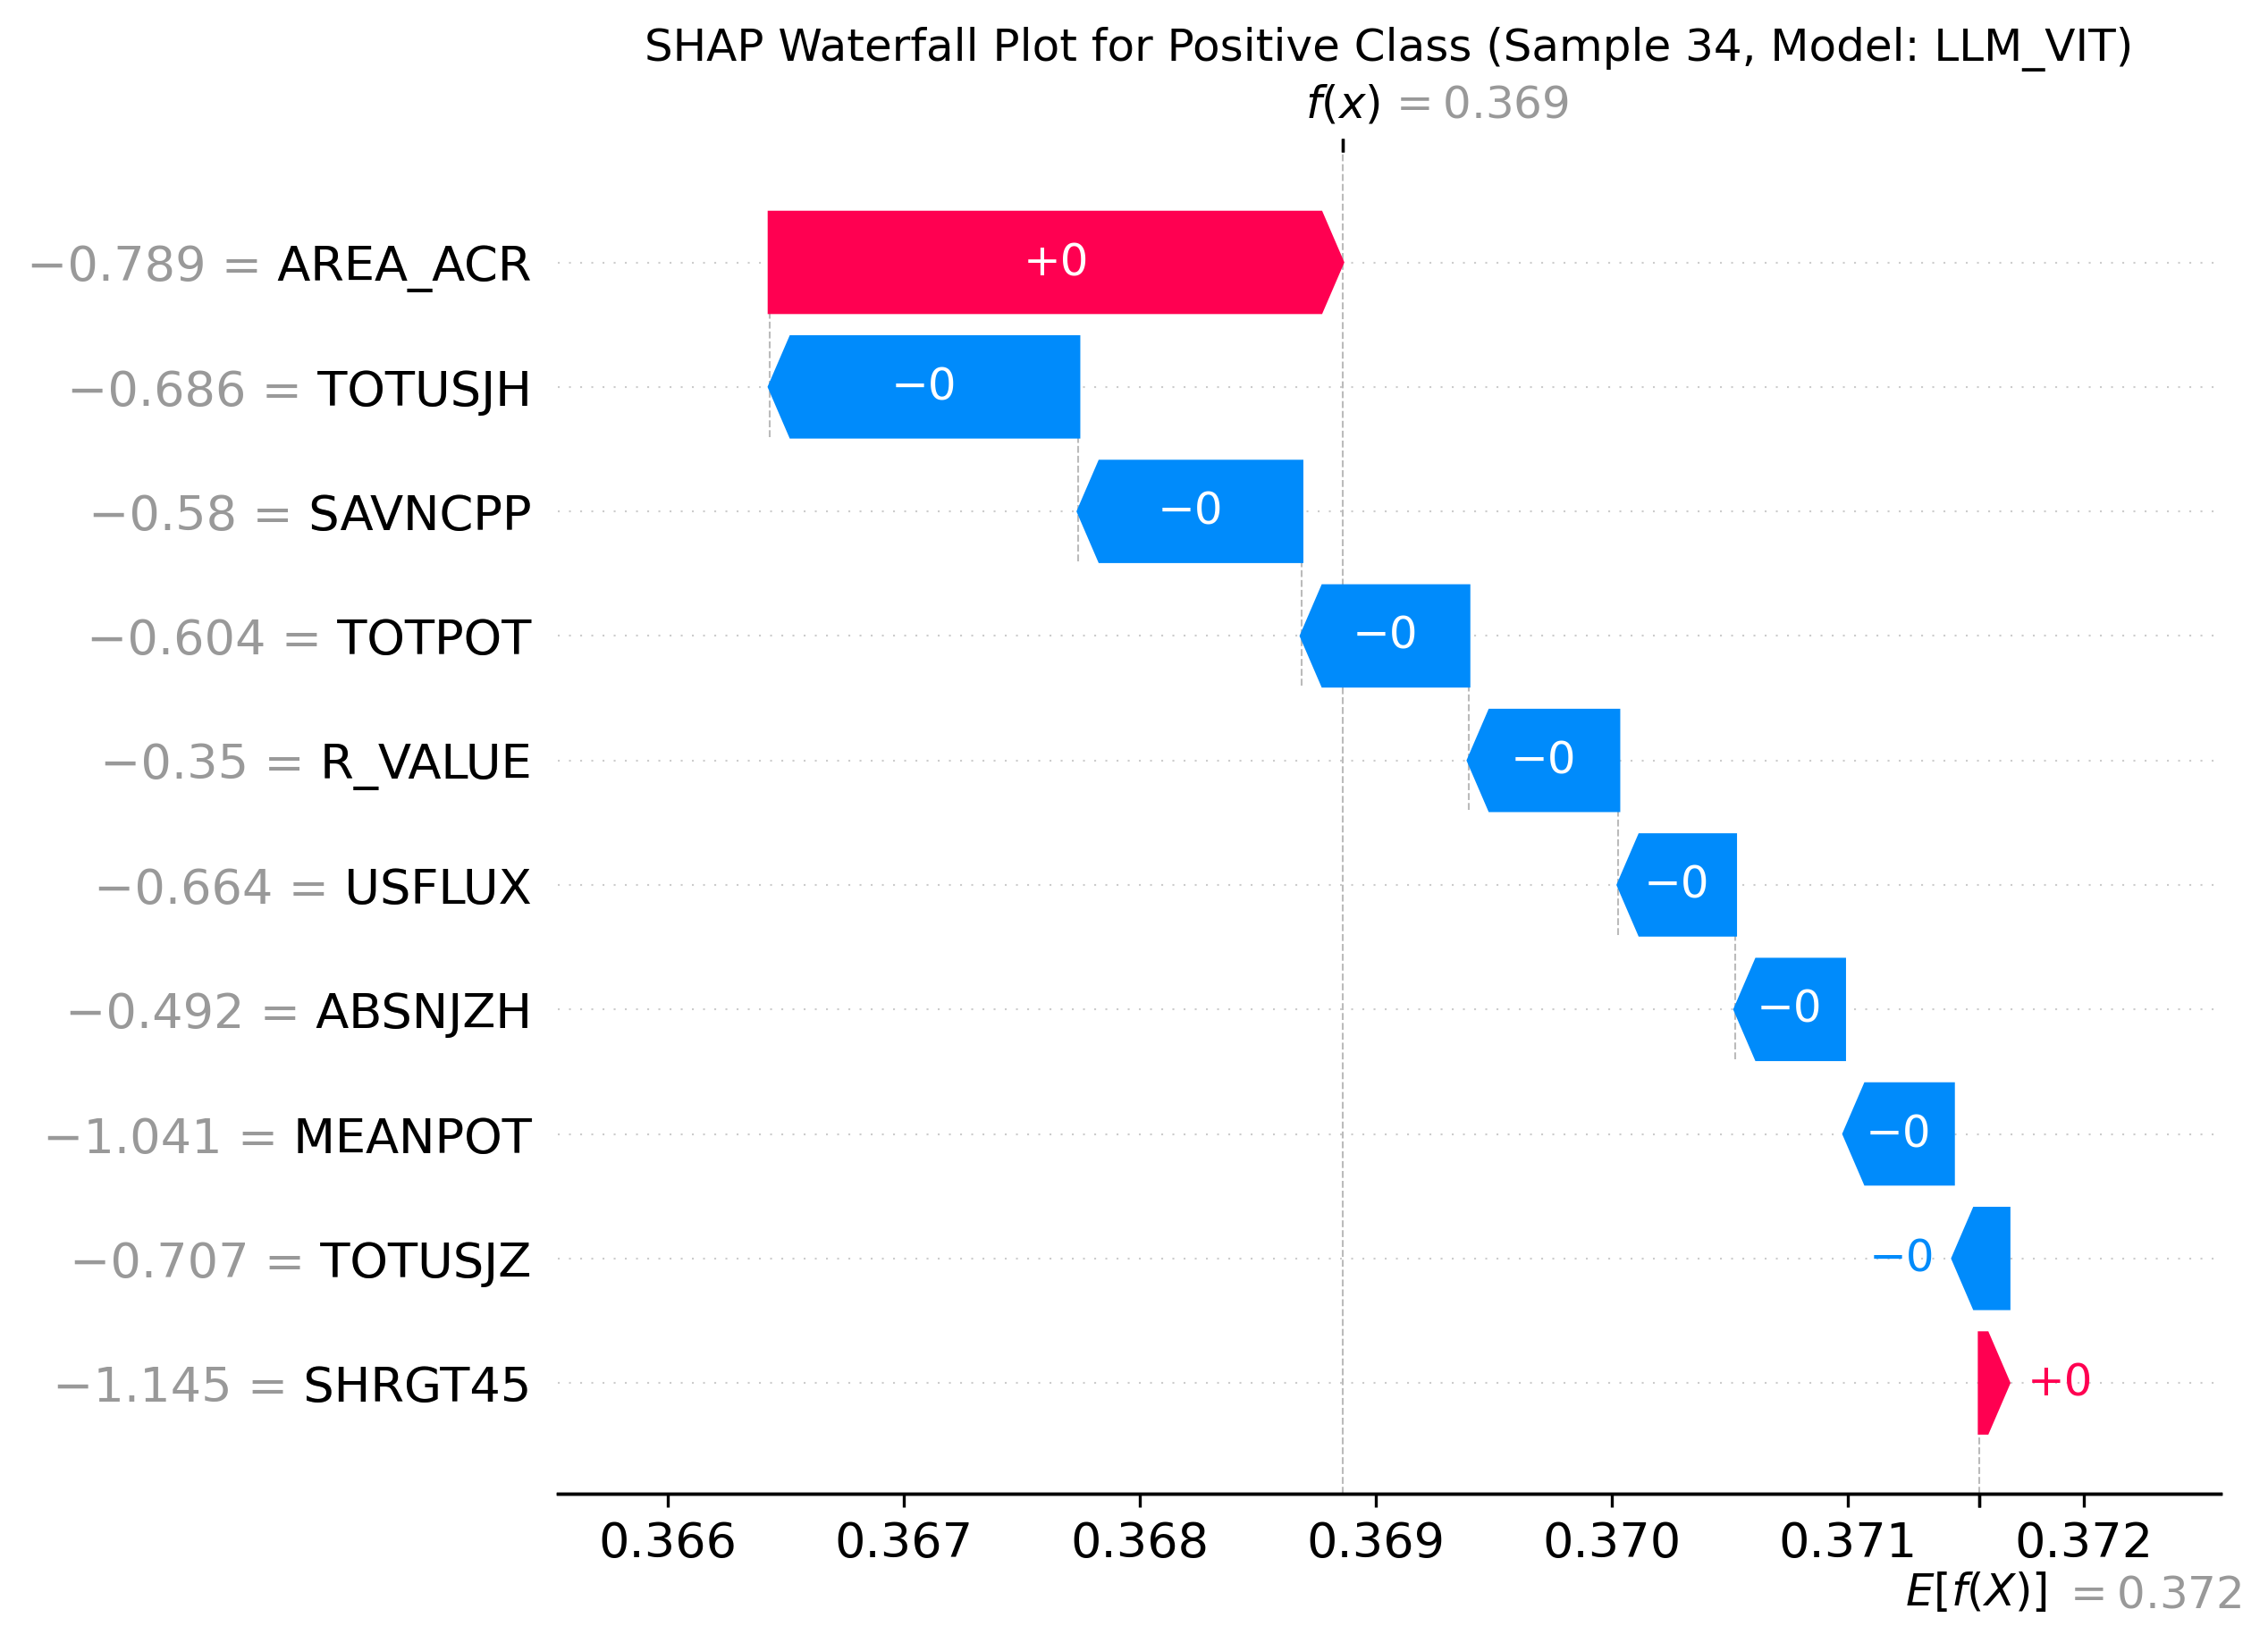 SHAP Waterfall Plot for Positive Class (Sample 34, Model: LLM_VIT)
f(x) = 0.369
−0.789 = AREA_ACR +0
−0.686 = TOTUSJH −0
−0.58 = SAVNCPP −0
−0.604 = TOTPOT −0
−0.35 = R_VALUE −0
−0.664 = USFLUX −0
−0.492 = ABSNJZH −0
−1.041 = MEANPOT −0
−0.707 = TOTUSJZ −0
−1.145 = SHRGT45 +0
0.366 0.367 0.368 0.369 0.370 0.371 0.372
E[f(X)] = 0.372